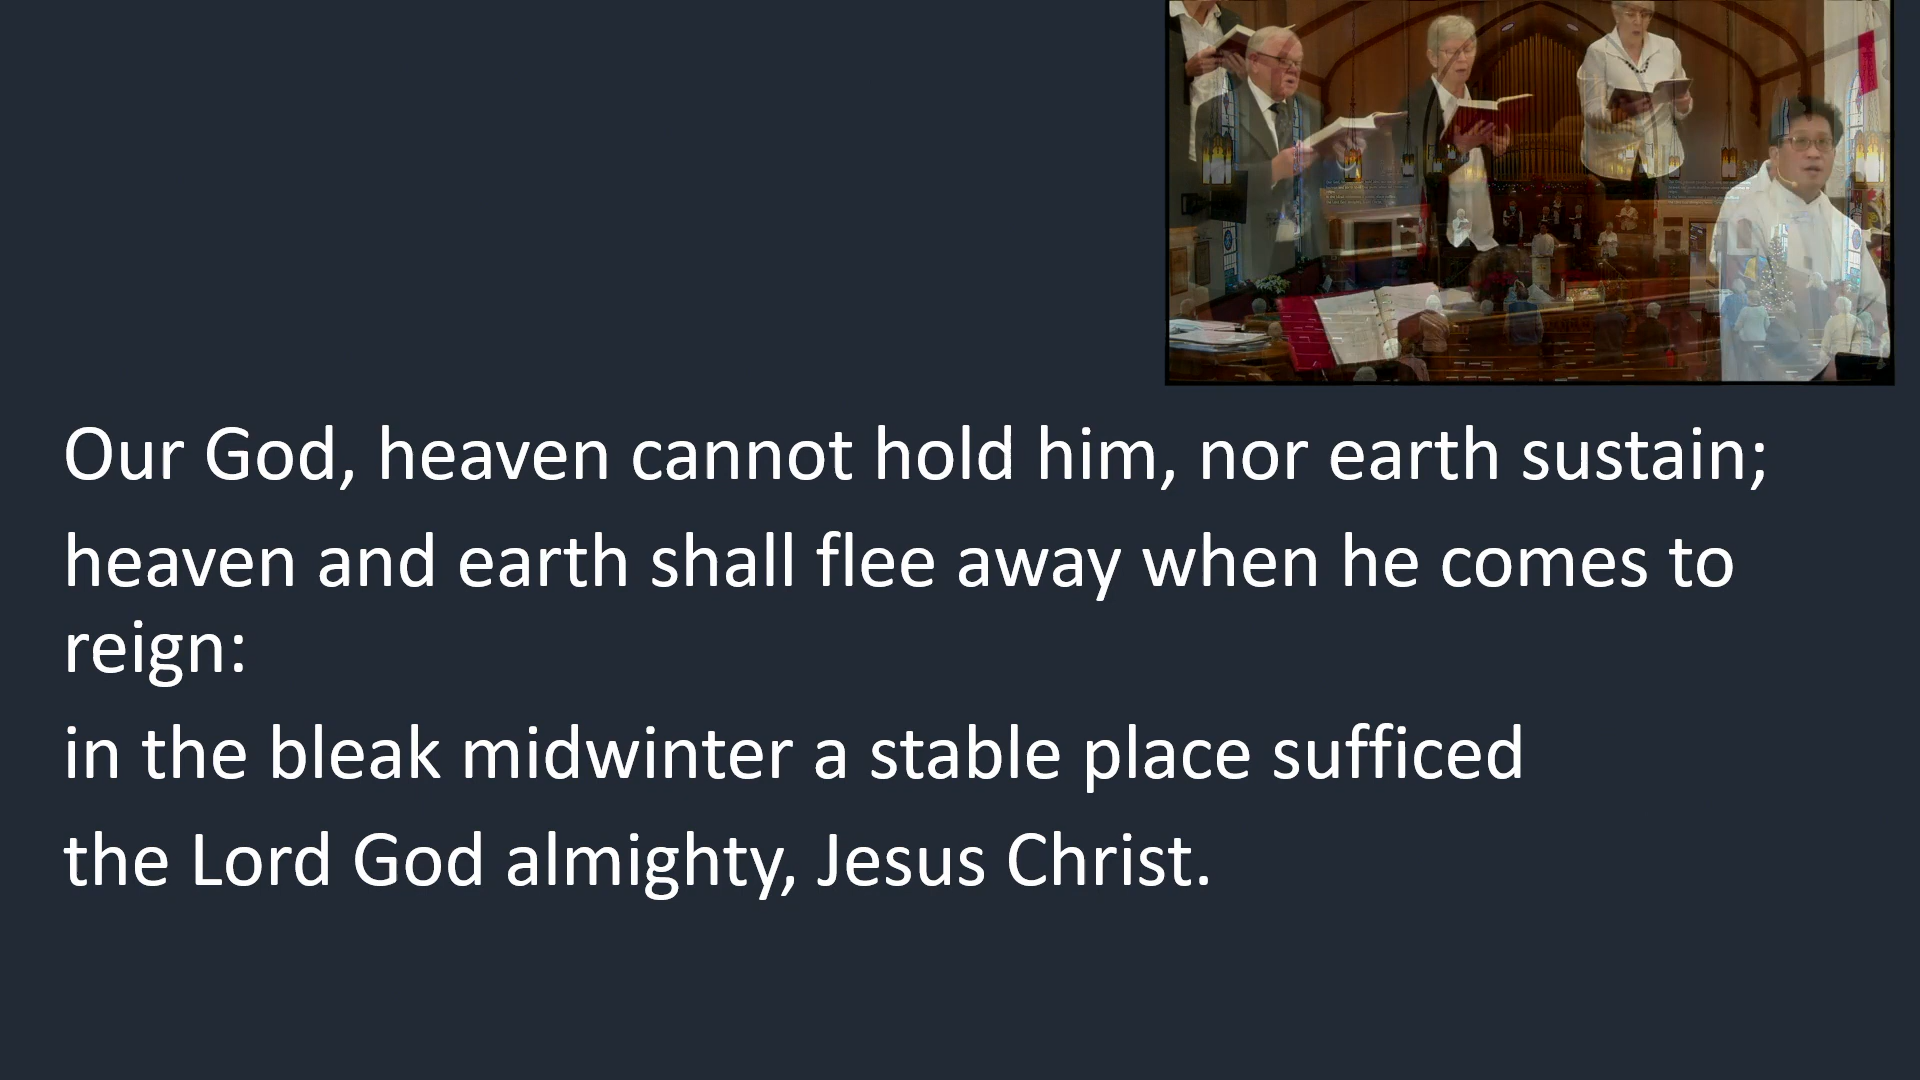 Our God, heaven cannot hold him, nor earth sustain;
heaven and earth shall flee away when he comes to
reign:
in the bleak midwinter a stable place sufficed
the Lord God almighty, Jesus Christ.